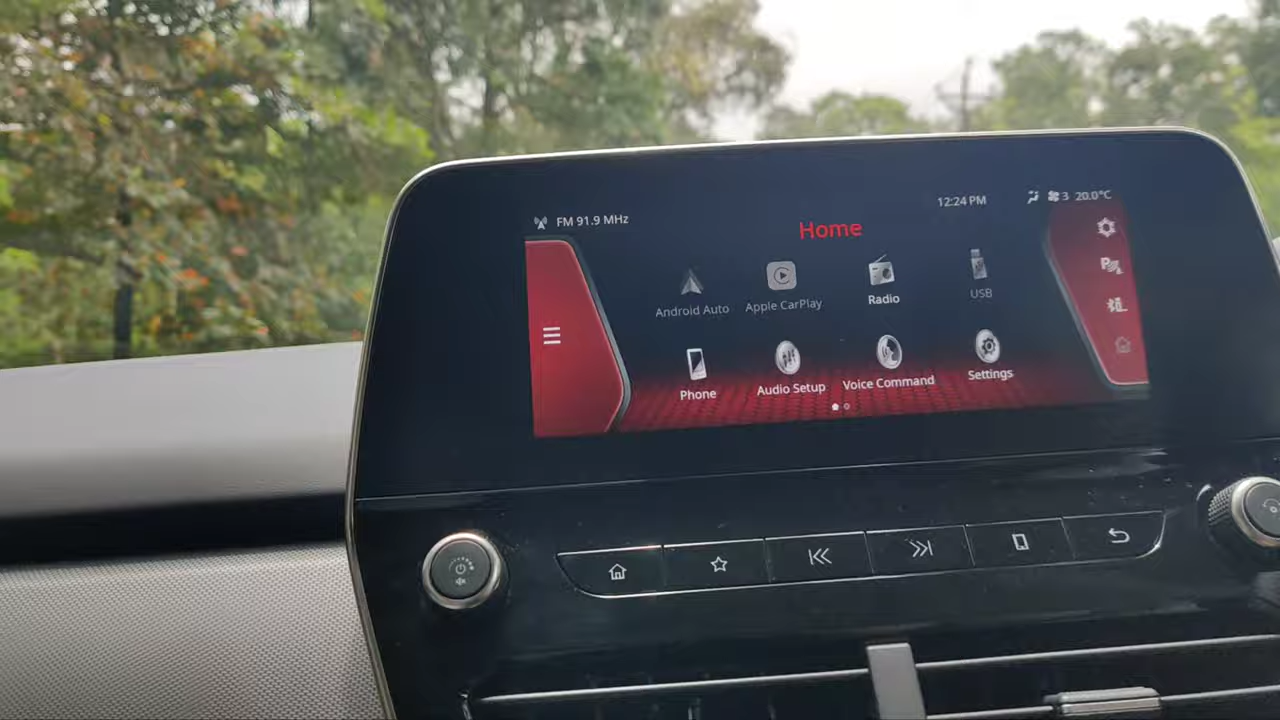 FM 91.9 MHz
12:24 PM
3 20.0°C
Home
Android Auto
Apple CarPlay
Radio
USB
Phone
Audio Setup
Voice Command
Settings